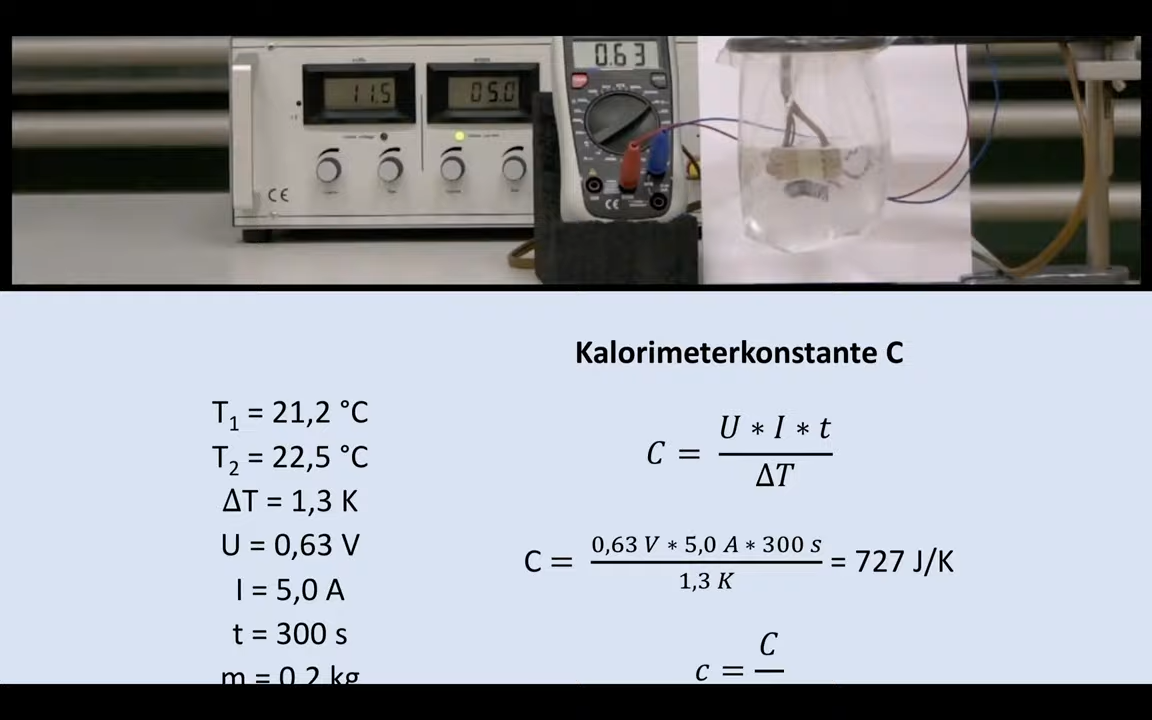 11.5
05.0
0.63
CE
CE
Kalorimeterkonstante C
T₁ = 21,2 °C
T₂ = 22,5 °C
ΔT = 1,3 K
U = 0,63 V
I = 5,0 A
t = 300 s
m = 0,2 kg
C = U * I * t / ΔT
C = 0,63 V * 5,0 A * 300 s / 1,3 K = 727 J/K
c = C